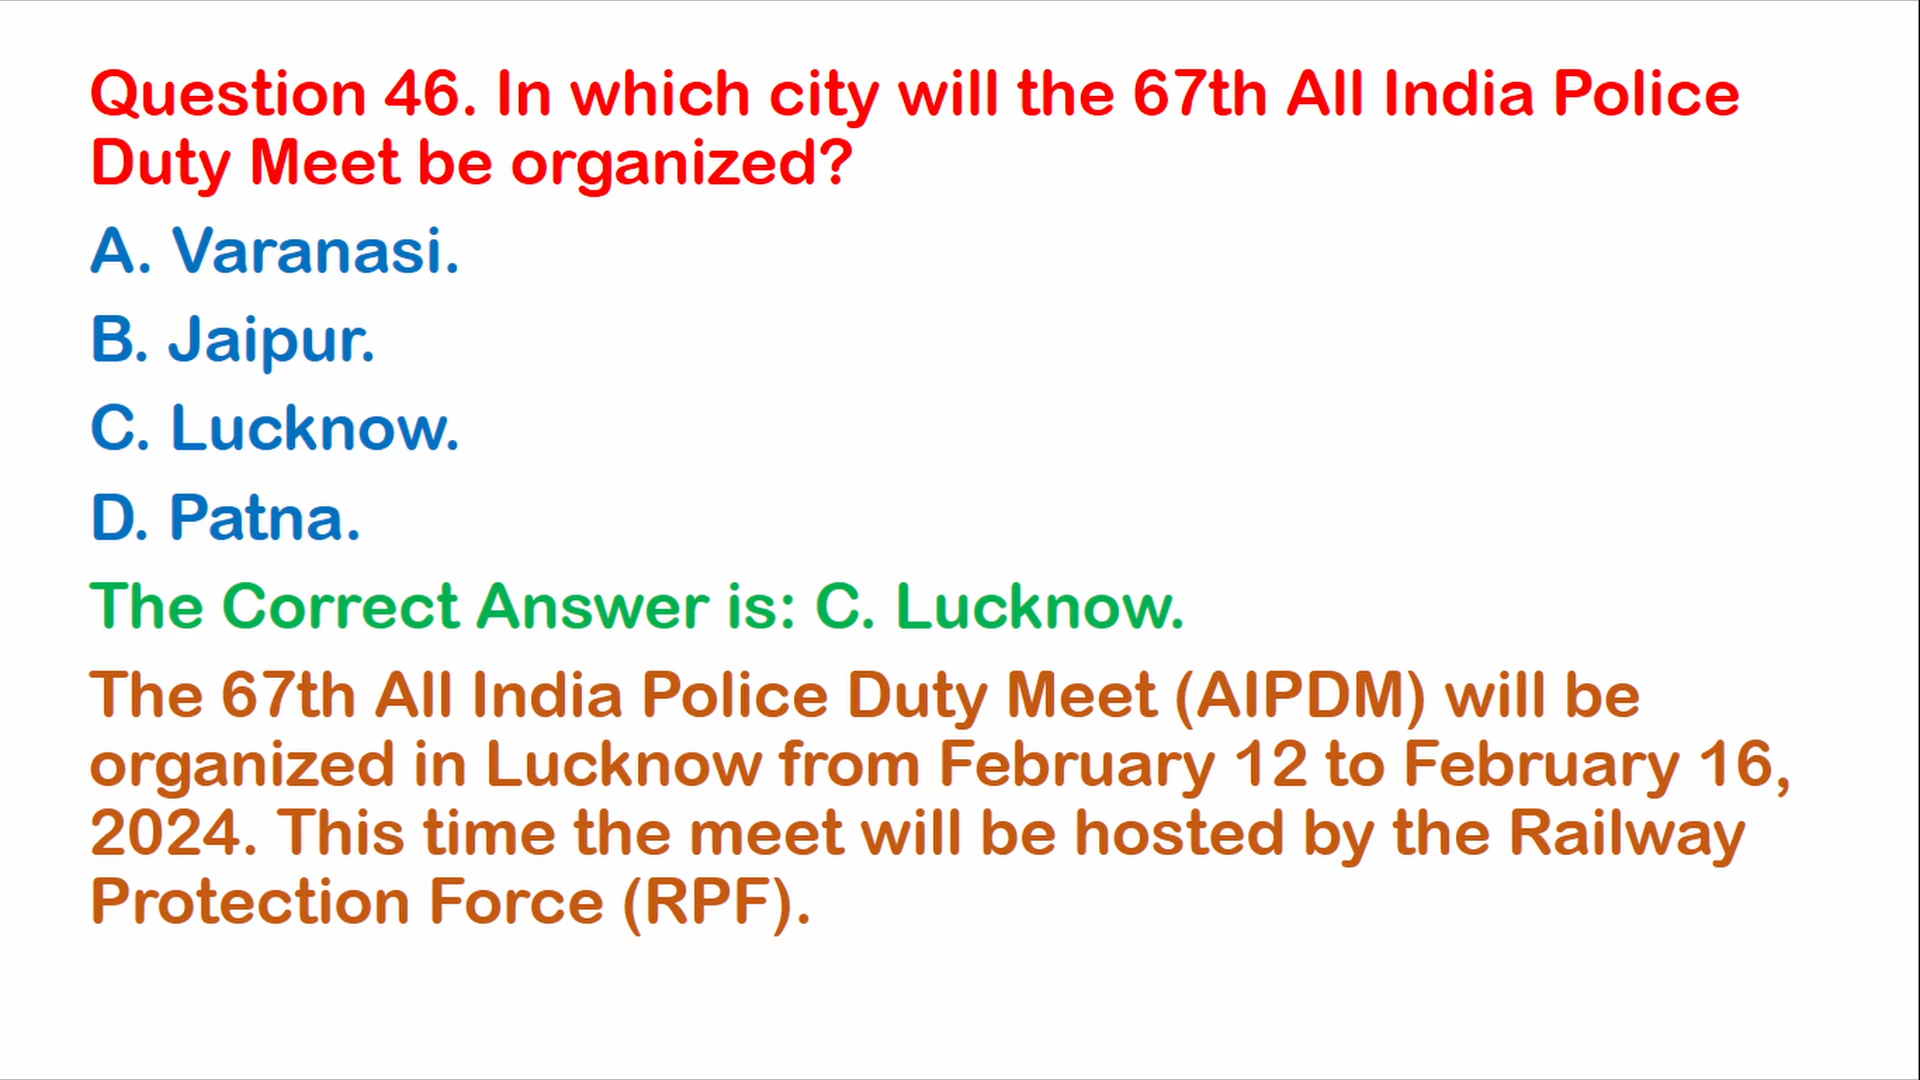 Question 46. In which city will the 67th All India Police
Duty Meet be organized?
A. Varanasi.
B. Jaipur.
C. Lucknow.
D. Patna.
The Correct Answer is: C. Lucknow.
The 67th All India Police Duty Meet (AIPDM) will be
organized in Lucknow from February 12 to February 16,
2024. This time the meet will be hosted by the Railway
Protection Force (RPF).